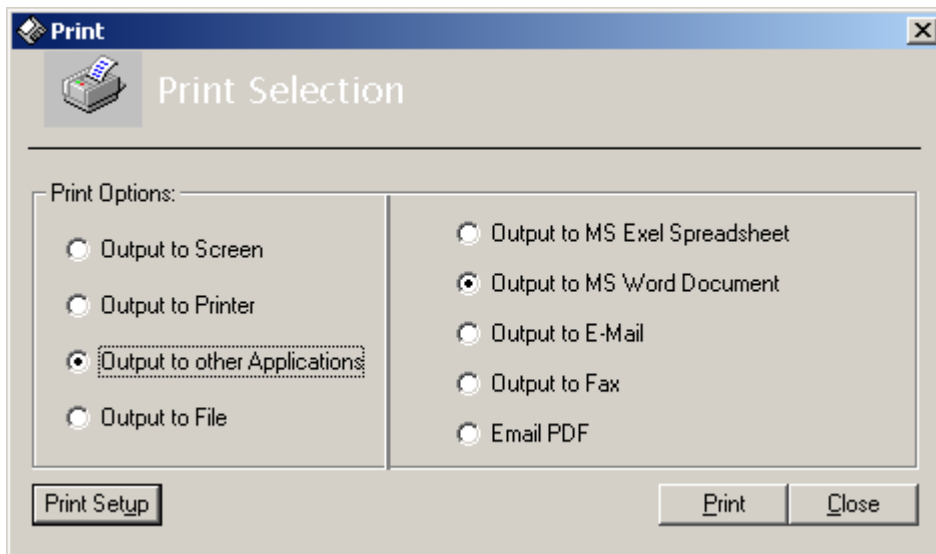 Print
Print Selection
Print Options:
Output to Screen
Output to Printer
Output to other Applications
Output to File
Output to MS Exel Spreadsheet
Output to MS Word Document
Output to E-Mail
Output to Fax
Email PDF
Print Setup
Print
Close